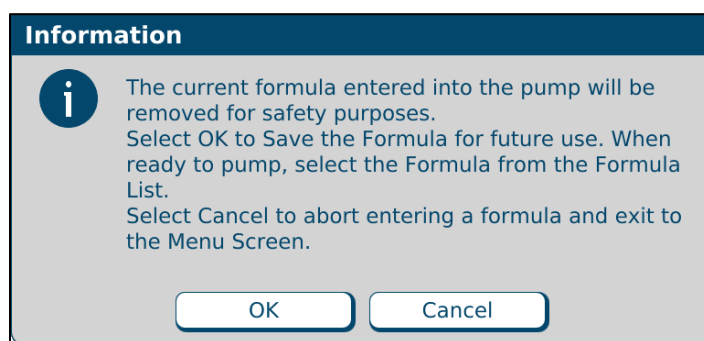 Information
i
The current formula entered into the pump will be
removed for safety purposes.
Select OK to Save the Formula for future use. When
ready to pump, select the Formula from the Formula
List.
Select Cancel to abort entering a formula and exit to
the Menu Screen.
OK
Cancel